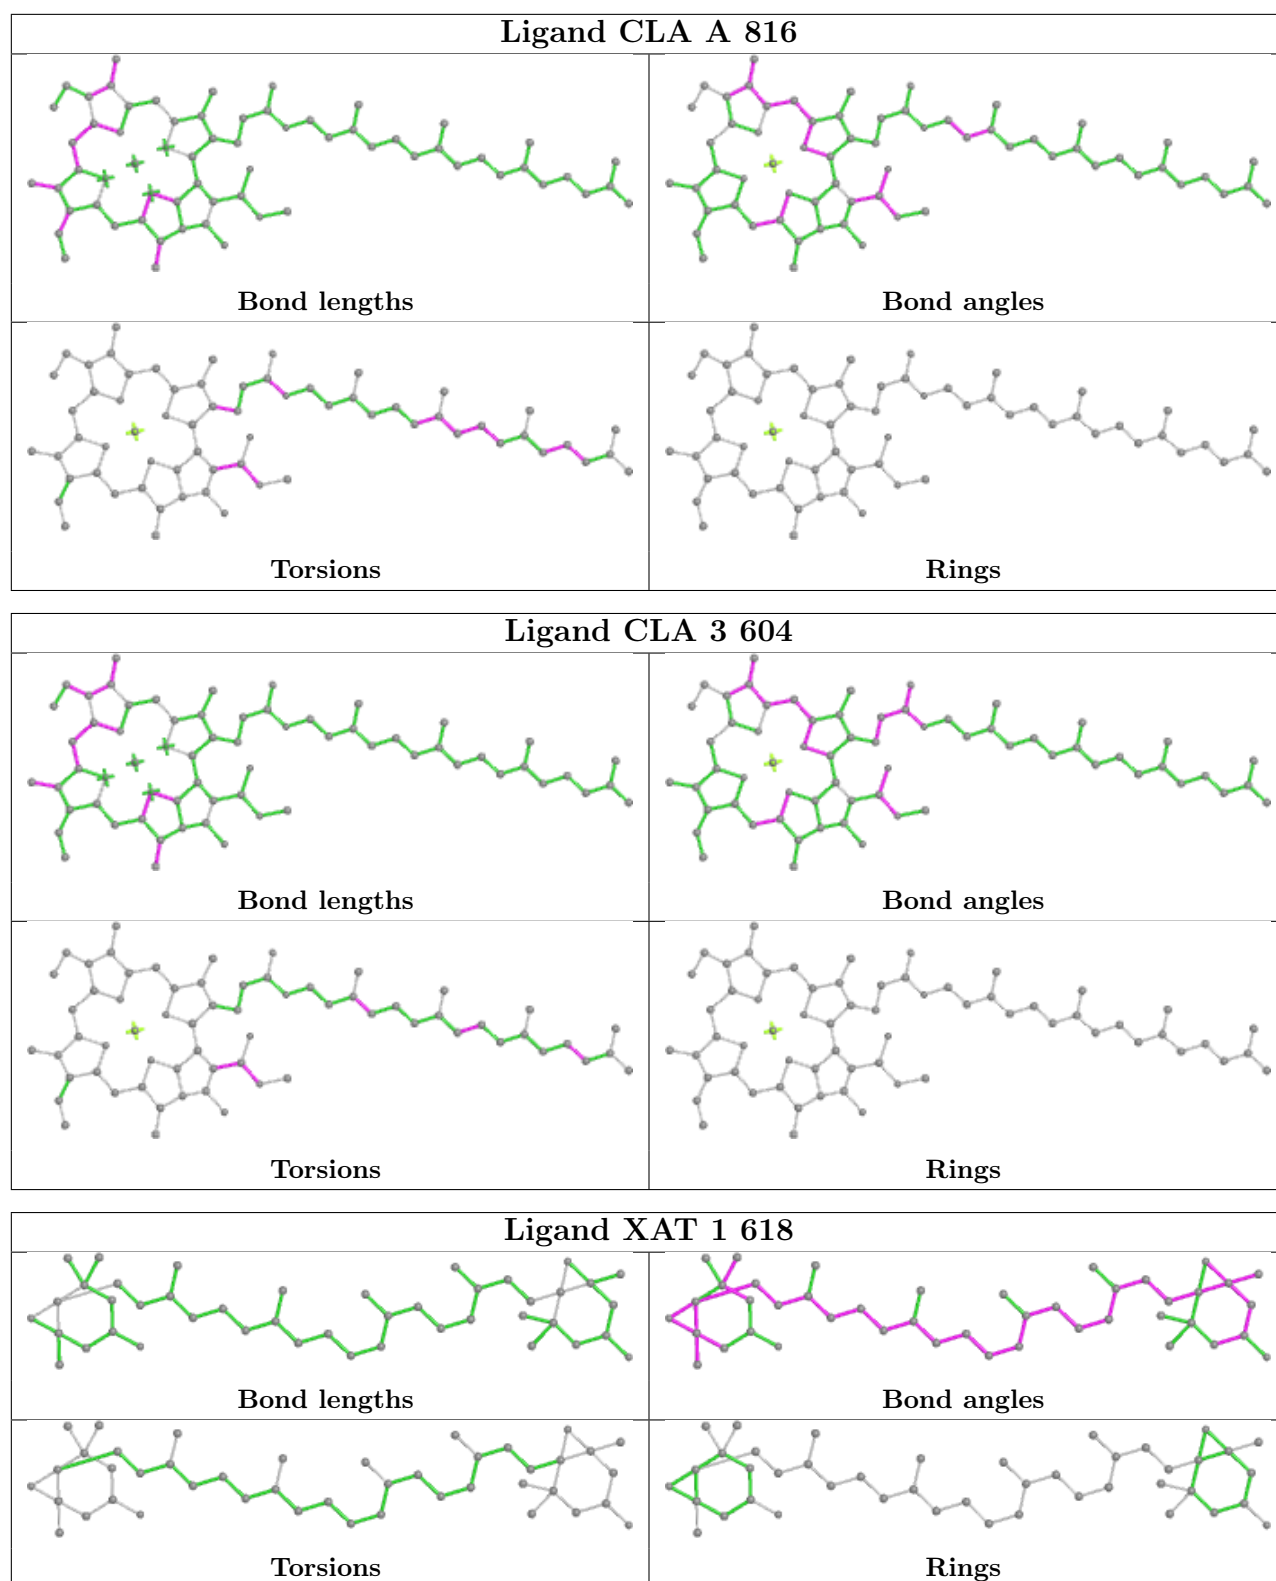 Ligand CLA A 816
Bond lengths
Bond angles
Torsions
Rings
Ligand CLA 3 604
Bond lengths
Bond angles
Torsions
Rings
Ligand XAT 1 618
Bond lengths
Bond angles
Torsions
Rings